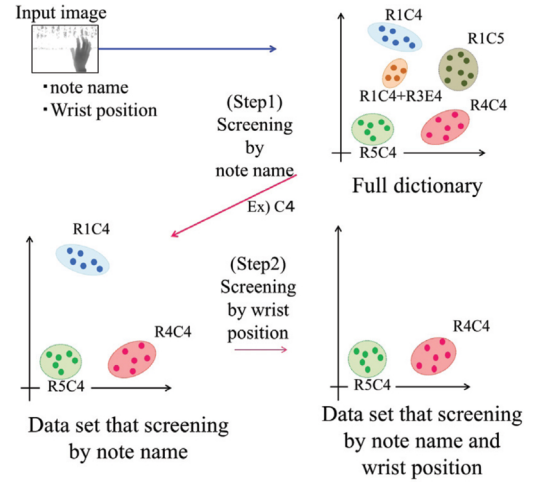 Input image
・note name
・Wrist position
(Step1)
Screening
by
note name
Ex) C4
R1C4
R1C5
R1C4+R3E4
R4C4
R5C4
Full dictionary
R1C4
R4C4
R5C4
Data set that screening
by note name
(Step2)
Screening
by wrist
position
R4C4
R5C4
Data set that screening
by note name and
wrist position